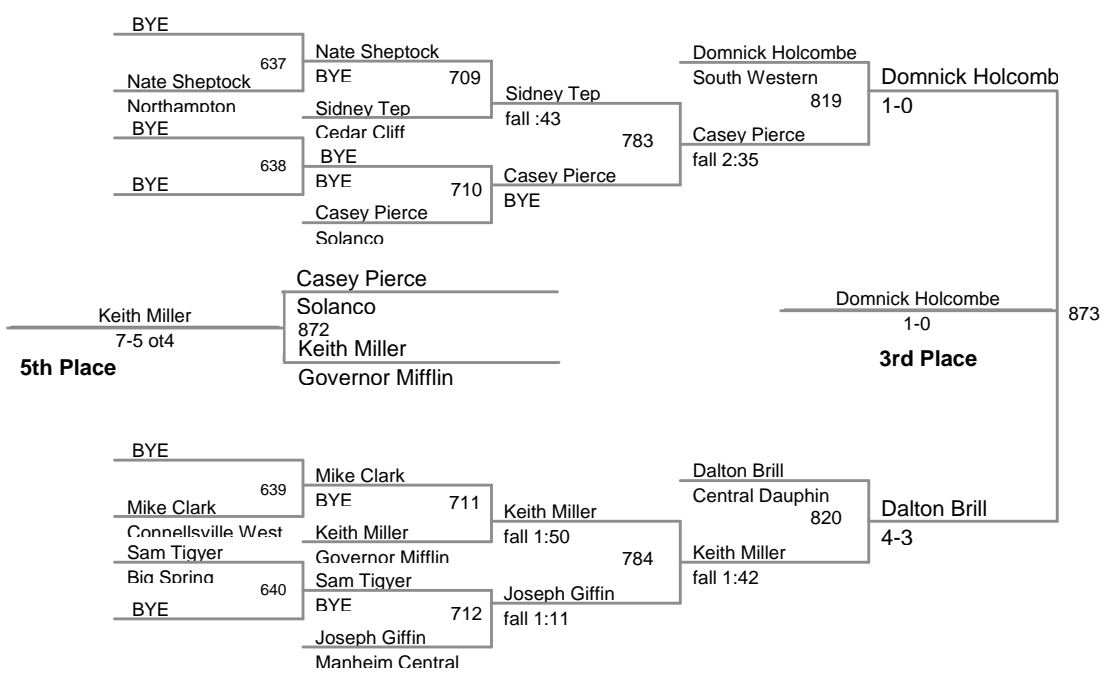 BYE
637
Nate Sheptock
Northampton
Nate Sheptock
BYE
709
Sidney Tep
Cedar Cliff
BYE
638
BYE
BYE
BYE
710
Casey Pierce
Solanco
Sidney Tep
fall :43
783
Casey Pierce
BYE
Domnick Holcombe
South Western
819
Casey Pierce
fall 2:35
Domnick Holcomb
1-0
Casey Pierce
Solanco
872
Keith Miller
Governor Mifflin
Keith Miller
7-5 ot4
5th Place
Domnick Holcombe
1-0
873
3rd Place
BYE
639
Mike Clark
Connellsville West
Mike Clark
BYE
711
Keith Miller
Governor Mifflin
Sam Tigyer
Big Spring
640
BYE
Sam Tigyer
BYE
712
Joseph Giffin
Manheim Central
Keith Miller
fall 1:50
784
Joseph Giffin
fall 1:11
Dalton Brill
Central Dauphin
820
Keith Miller
fall 1:42
Dalton Brill
4-3